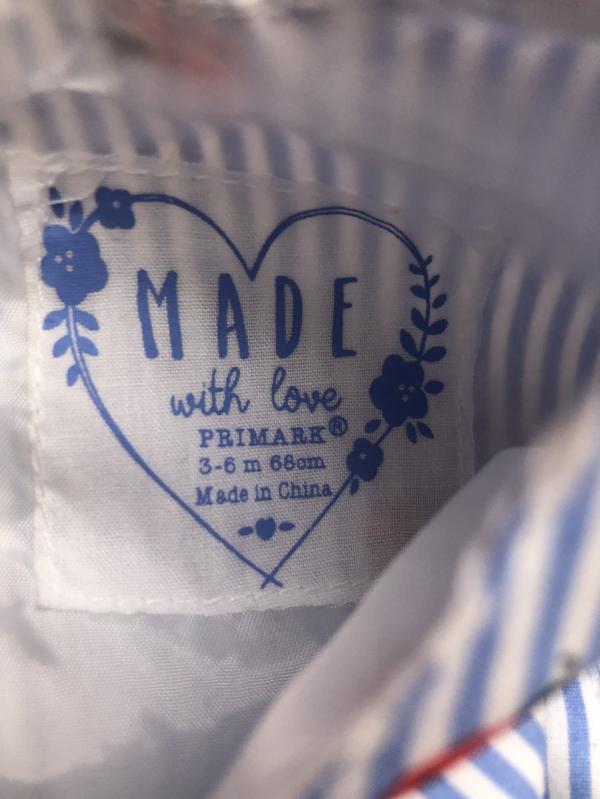 MADE
with love
PRIMARK®
3-6 m 68cm
Made in China